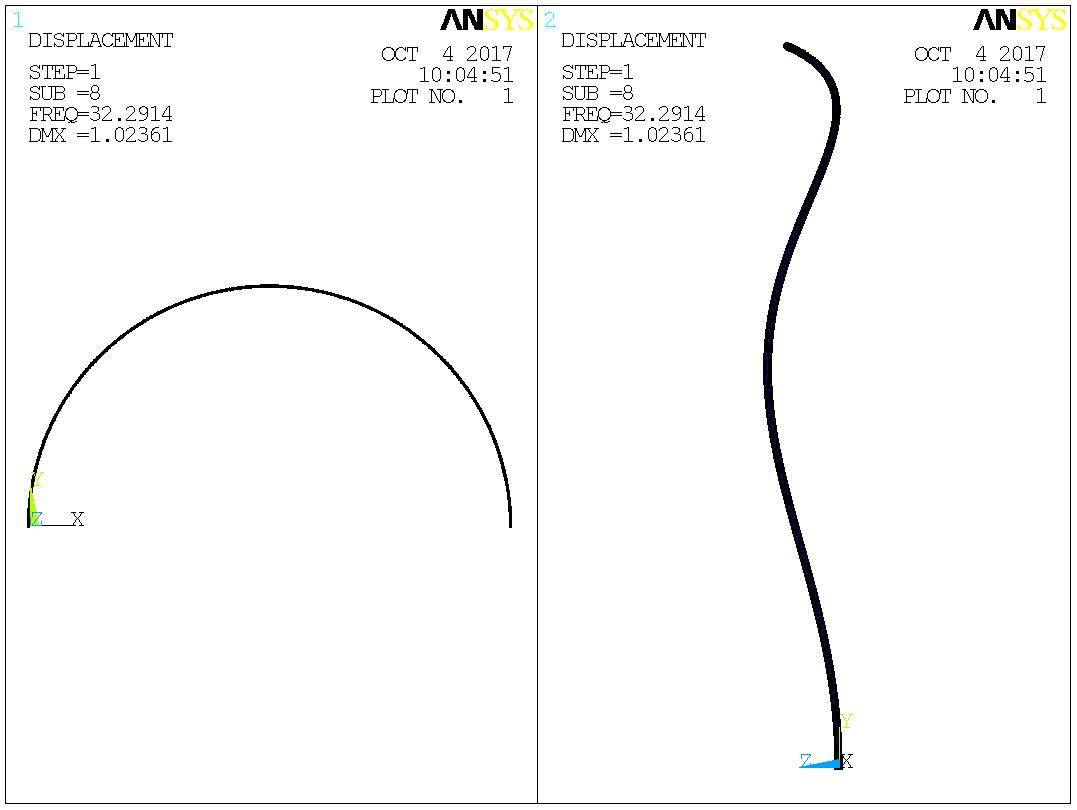 1
ANSYS
DISPLACEMENT
STEP=1
SUB =8
FREQ=32.2914
DMX =1.02361
OCT 4 2017
10:04:51
PLOT NO. 1
Y
Z X
2
ANSYS
DISPLACEMENT
STEP=1
SUB =8
FREQ=32.2914
DMX =1.02361
OCT 4 2017
10:04:51
PLOT NO. 1
Y
Z X